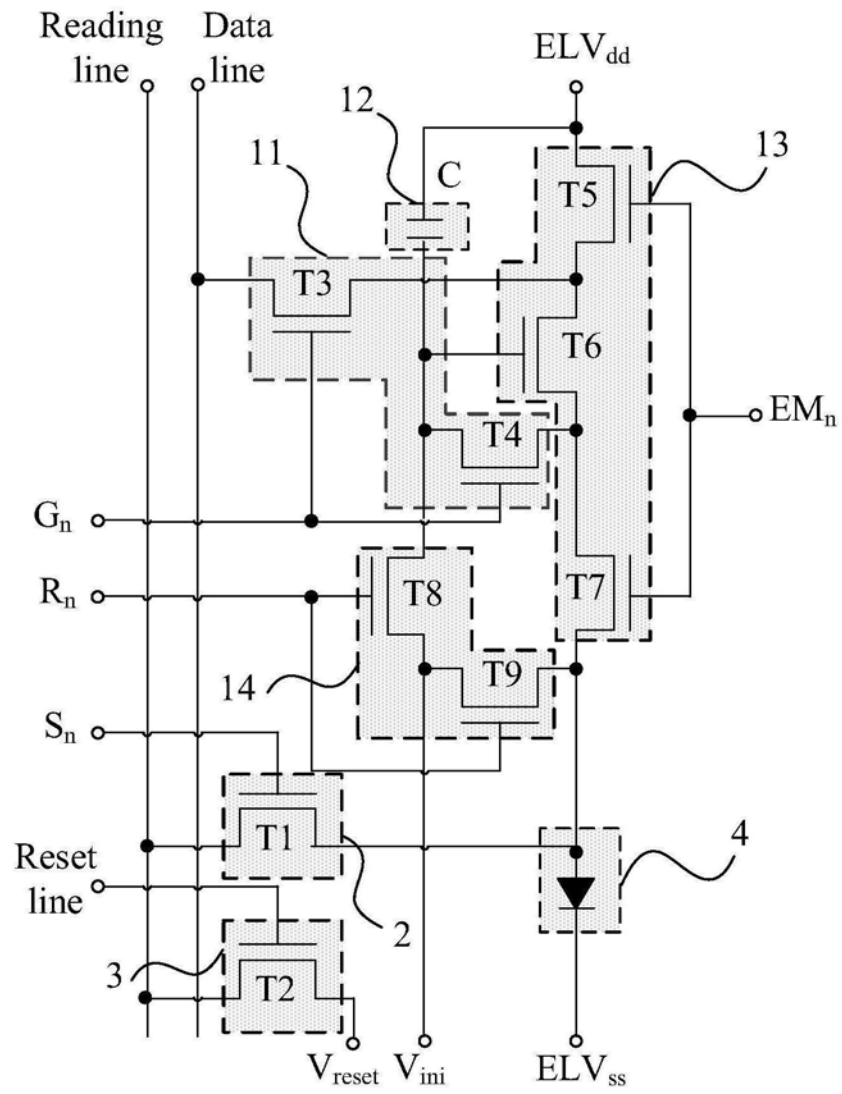 Reading line
Data line
ELVdd
12
11
C
13
T5
T3
T6
EMn
T4
Gn
Rn
T8
T7
14
T9
Sn
T1
4
Reset line
2
3
T2
Vreset
Vini
ELVss